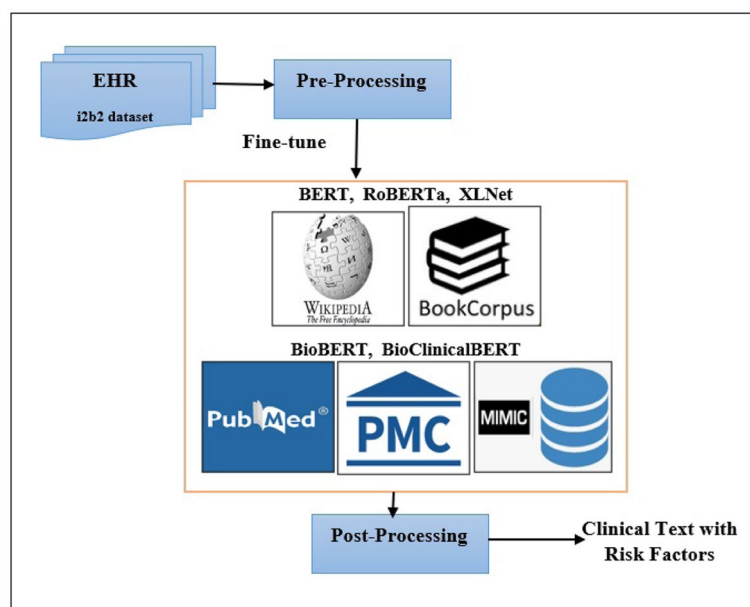 EHR
i2b2 dataset
Pre-Processing
Fine-tune
BERT, RoBERTa, XLNet
WIKIPEDIA
The Free Encyclopedia
BookCorpus
BioBERT, BioClinicalBERT
PubMed®
PMC
MIMIC
Post-Processing
Clinical Text with
Risk Factors